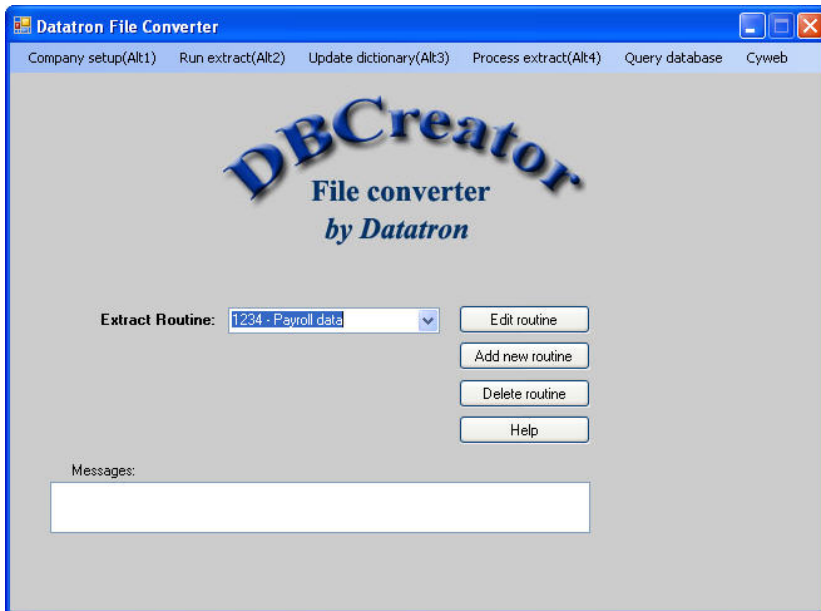 Datatron File Converter
Company setup(Alt1) Run extract(Alt2) Update dictionary(Alt3) Process extract(Alt4) Query database Cyweb
DBCreator
File converter
by Datatron
Extract Routine: 1234 - Payroll data Edit routine
Add new routine
Delete routine
Help
Messages: